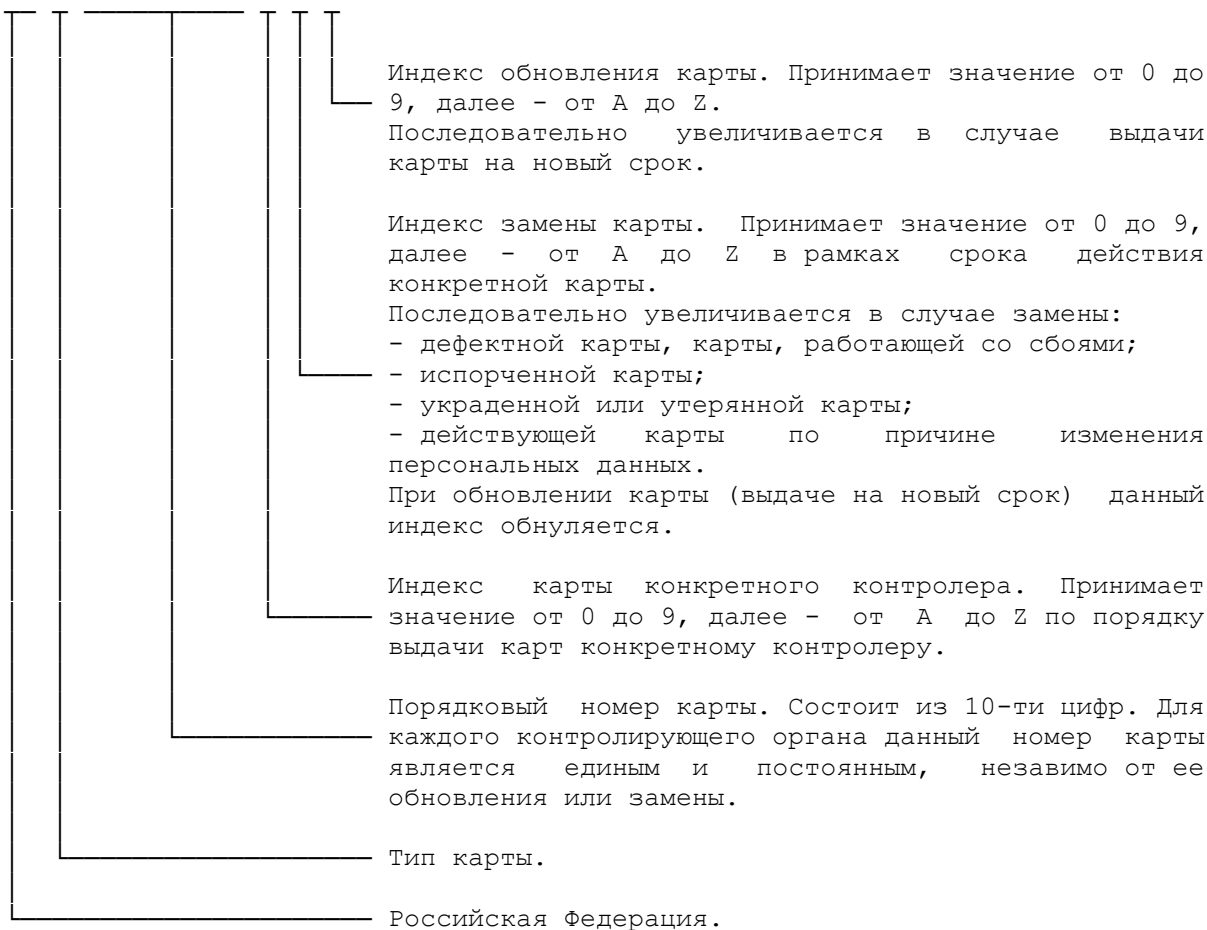 Индекс обновления карты. Принимает значение от 0 до
9, далее - от A до Z.
Последовательно увеличивается в случае выдачи
карты на новый срок.
Индекс замены карты. Принимает значение от 0 до 9,
далее - от A до Z в рамках срока действия
конкретной карты.
Последовательно увеличивается в случае замены:
- дефектной карты, карты, работающей со сбоями;
- испорченной карты;
- украденной или утерянной карты;
- действующей карты по причине изменения
персональных данных.
При обновлении карты (выдаче на новый срок) данный
индекс обнуляется.
Индекс карты конкретного контролера. Принимает
значение от 0 до 9, далее - от A до Z по порядку
выдачи карт конкретному контролеру.
Порядковый номер карты. Состоит из 10-ти цифр. Для
каждого контролирующего органа данный номер карты
является единым и постоянным, незавимо от ее
обновления или замены.
Тип карты.
Российская Федерация.